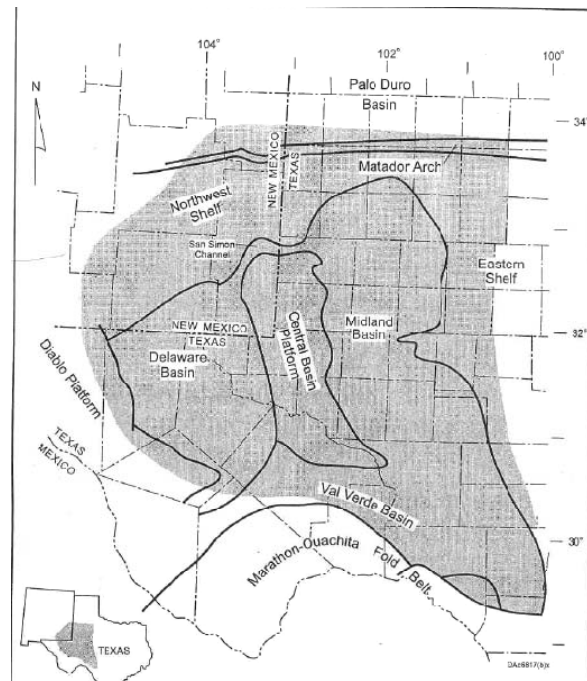 104°
102°
100°
N
Palo Duro
Basin
34°
NEW MEXICO
TEXAS
Matador Arch
Northwest
Shelf
San Simon
Channel
Eastern
Shelf
Central Basin
Platform
Midland
Basin
NEW MEXICO
TEXAS
32°
Delaware
Basin
Diablo Platform
TEXAS
MEXICO
Val Verde Basin
30°
Marathon-Ouachita Fold Belt
TEXAS